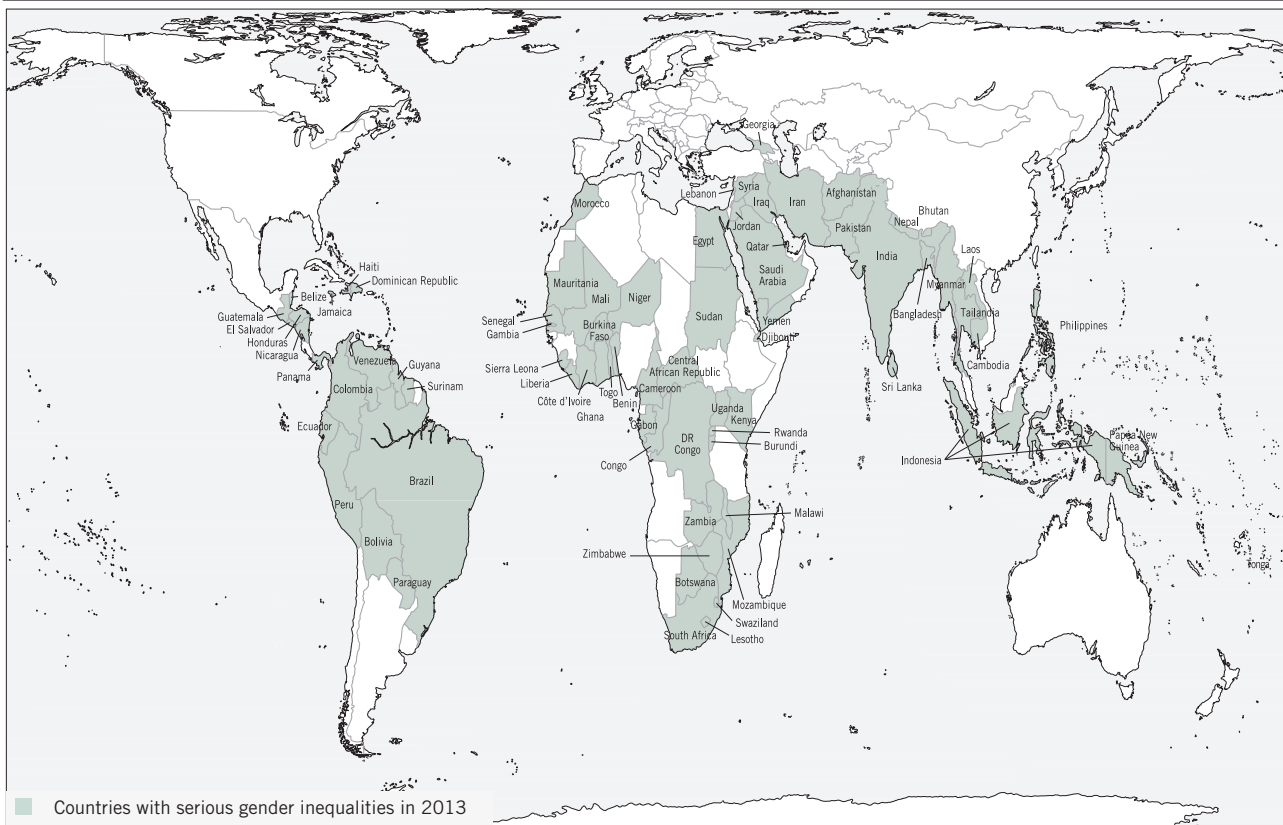 Georgia
Lebanon
Syria
Iraq
Iran
Afghanistan
Morocco
Jordan
Pakistan
Nepal
Bhutan
Egypt
Qatar
India
Laos
Haiti
Dominican Republic
Saudi
Arabia
Mauritania
Mali
Niger
Myanmar
Belize
Jamaica
Guatemala
El Salvador
Honduras
Nicaragua
Senegal
Gambia
Burkina
Faso
Sudan
Yemen
Djibouti
Bangladesh
Tailandia
Philippines
Panama
Venezuela
Guyana
Surinam
Colombia
Sierra Leona
Liberia
Côte d'Ivoire
Ghana
Togo
Benin
Central
African Republic
Cameroon
Cambodia
Sri Lanka
Ecuador
Gabon
Uganda
Kenya
DR
Congo
Rwanda
Burundi
Congo
Indonesia
Papua New
Guinea
Brazil
Peru
Bolivia
Zambia
Malawi
Zimbabwe
Tonga
Paraguay
Botswana
Mozambique
Swaziland
South Africa
Lesotho
Countries with serious gender inequalities in 2013